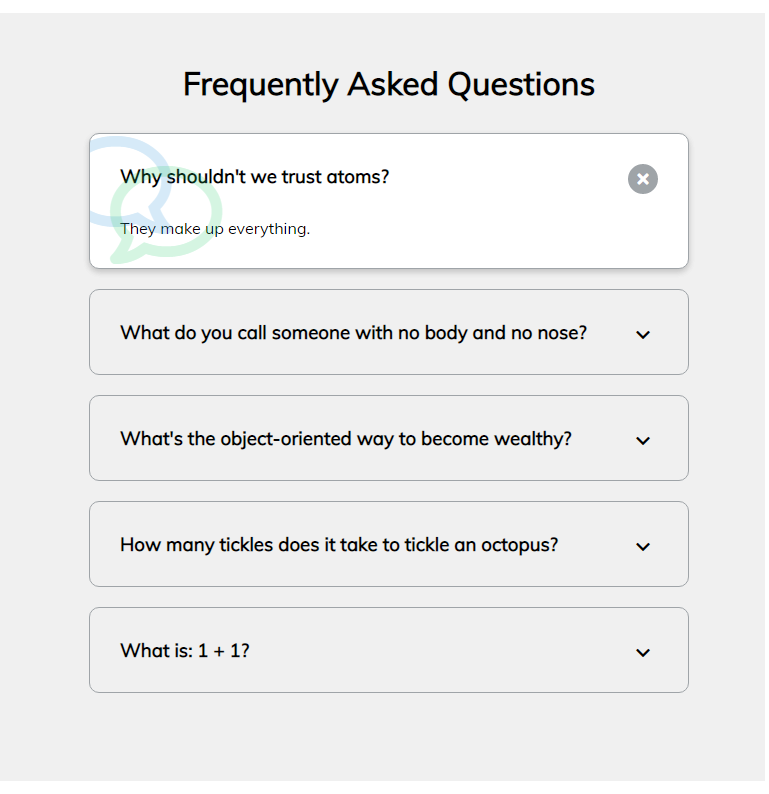 Frequently Asked Questions
Why shouldn't we trust atoms?
They make up everything.
What do you call someone with no body and no nose?
What's the object-oriented way to become wealthy?
How many tickles does it take to tickle an octopus?
What is: 1 + 1?